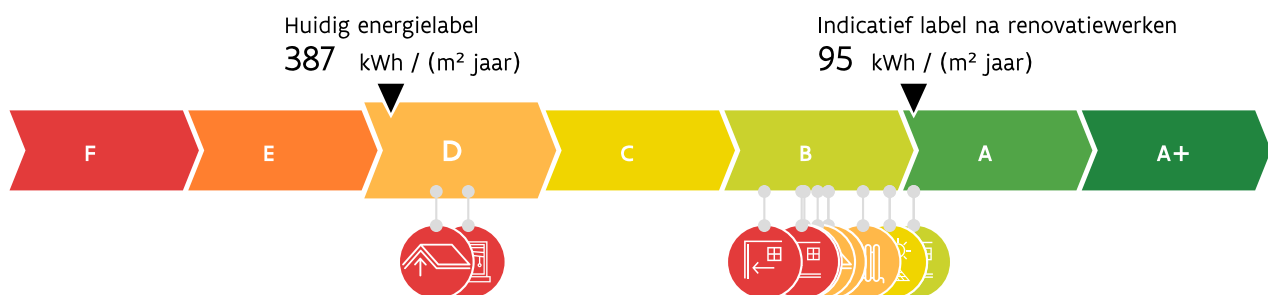 Huidig energielabel
387 kWh / (m² jaar)
Indicatief label na renovatiewerken
95 kWh / (m² jaar)
F E D C B A A+